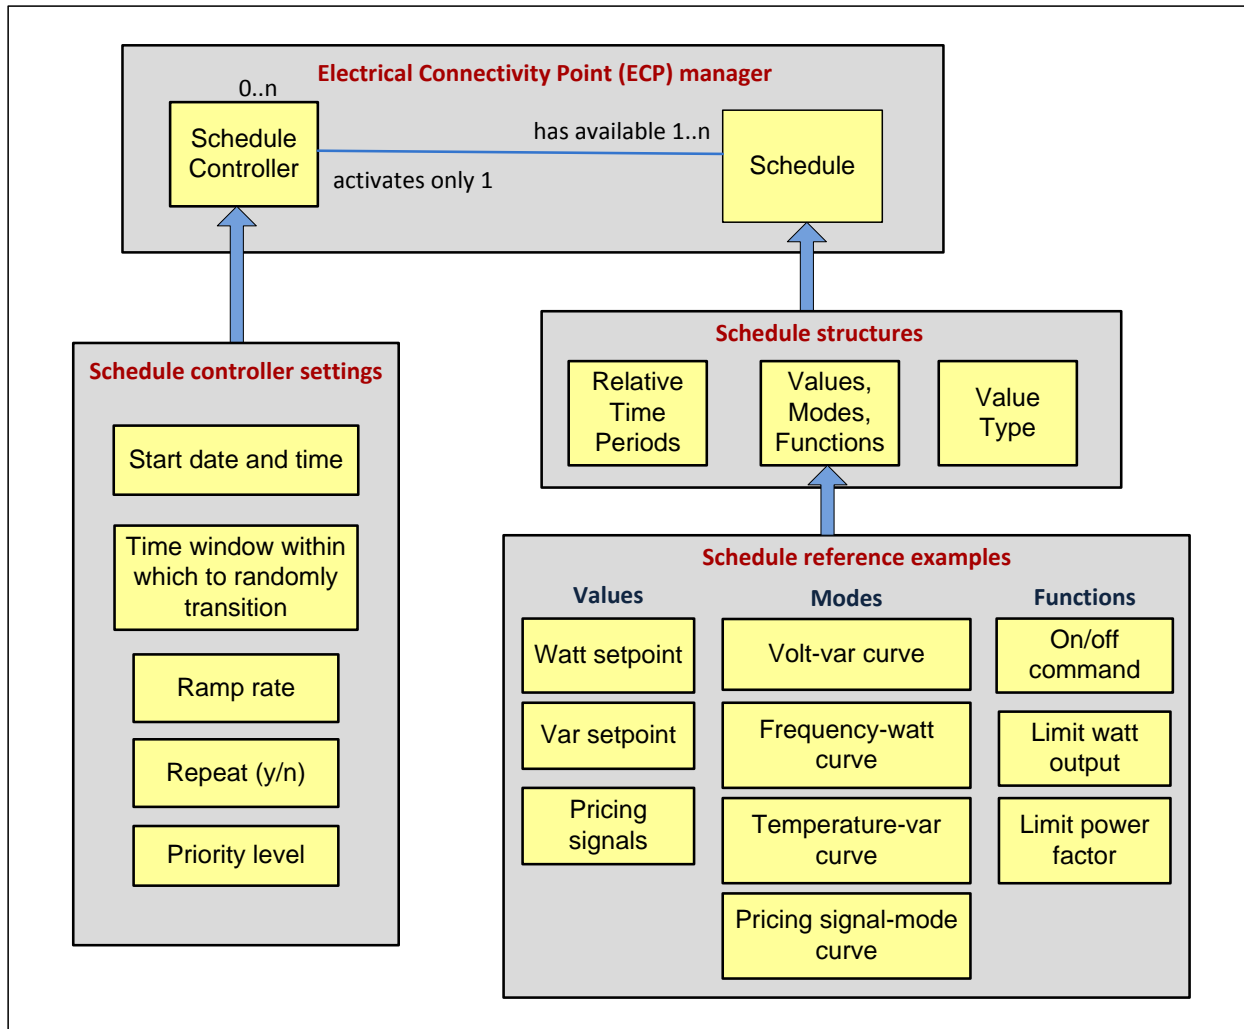 Electrical Connectivity Point (ECP) manager
0..n
Schedule
Controller
has available 1..n
activates only 1
Schedule
Schedule controller settings
Start date and time
Time window within
which to randomly
transition
Ramp rate
Repeat (y/n)
Priority level
Schedule structures
Relative
Time
Periods
Values,
Modes,
Functions
Value
Type
Schedule reference examples
Values
Watt setpoint
Var setpoint
Pricing
signals
Modes
Volt-var curve
Frequency-watt
curve
Temperature-var
curve
Pricing signal-mode
curve
Functions
On/off
command
Limit watt
output
Limit power
factor